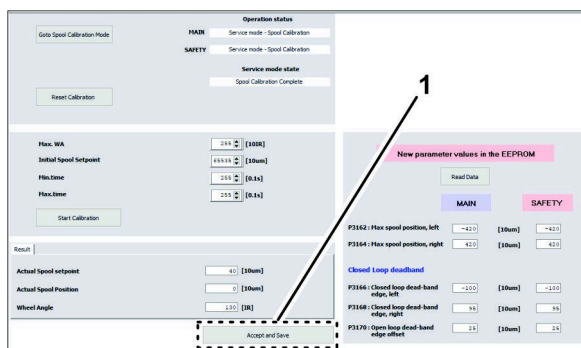 Operation status
Goto Spool Calibration Mode
MAIN Service mode - Spool Calibration
SAFETY Service mode - Spool Calibration
Service mode state
Spool Calibration Complete
Reset Calibration
1
Max. WA 255 [10IR]
Initial Spool Setpoint 65535 [10um]
Min.time 255 [0.1s]
Max.time 255 [0.1s]
Start Calibration
Result
Actual Spool setpoint 40 [10um]
Actual Spool Position 0 [10um]
Wheel Angle 130 [IR]
Accept and Save
New parameter values in the EEPROM
Read Data
MAIN SAFETY
P3162 : Max spool position, left -420 [10um] -420
P3164 : Max spool position, right 420 [10um] 420
Closed Loop deadband
P3166 : Closed loop dead-band edge, left -100 [10um] -100
P3168 : Closed loop dead-band edge, right 95 [10um] 95
P3170 : Open loop dead-band edge offset 25 [10um] 25